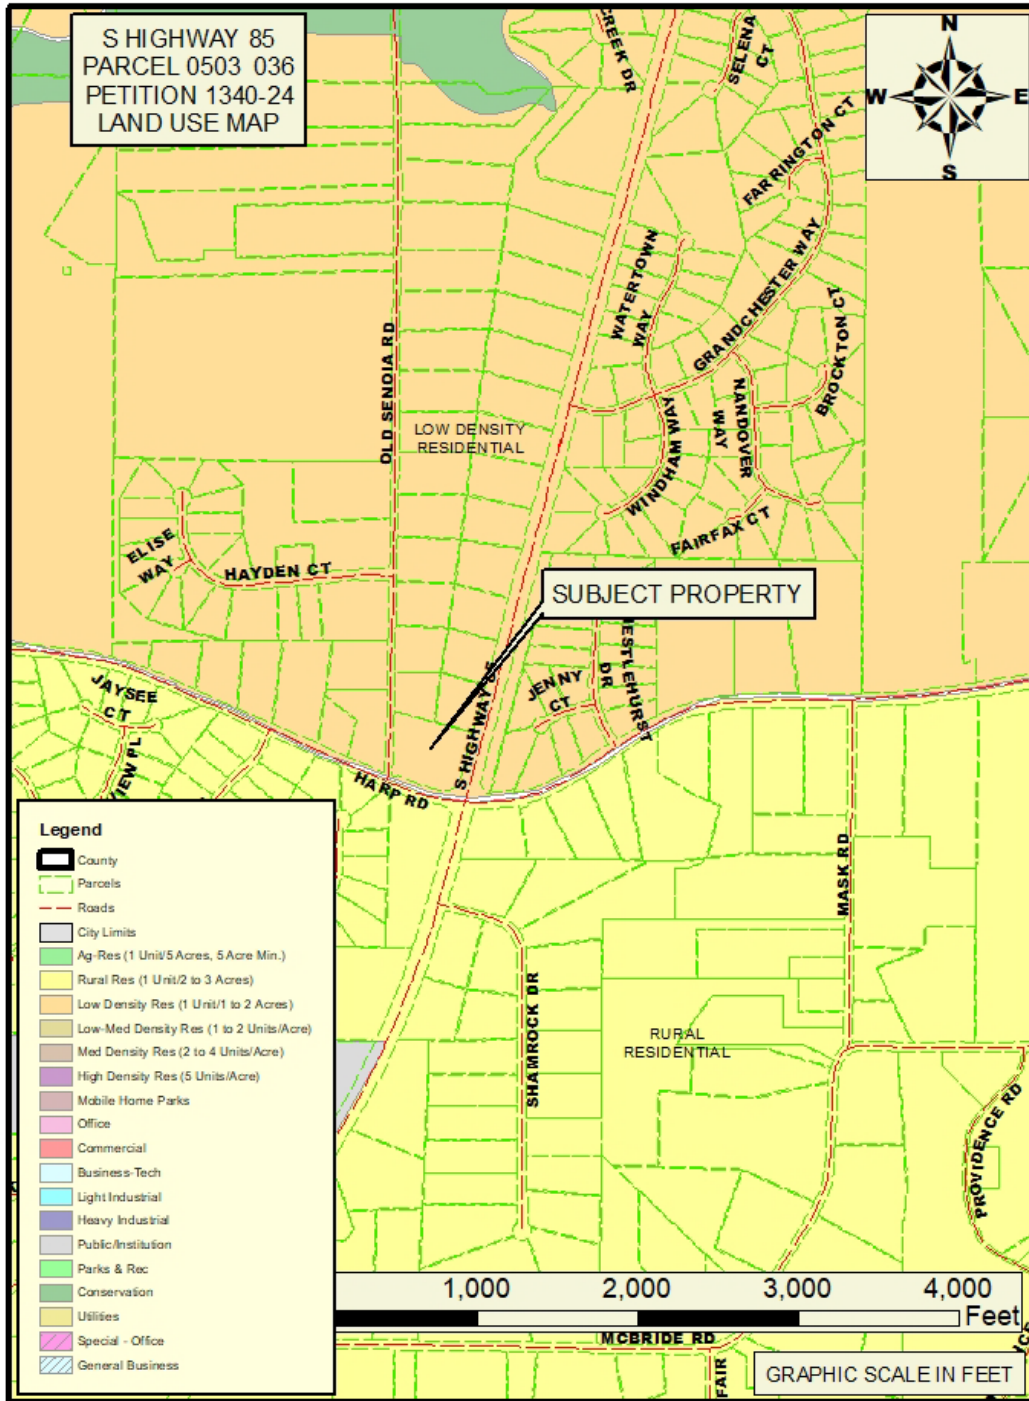 S HIGHWAY 85
PARCEL 0503 036
PETITION 1340-24
LAND USE MAP
N
W
E
S
CREEK DR
SELENA
CT
FARRINGTON CT
WATERTOWN
WAY
GRANDCHESTER WAY
BROCKTON CT
NANDOVER
WAY
WINDHAM WAY
FAIRFAX CT
OLD SENOIA RD
LOW DENSITY
RESIDENTIAL
ELISE
WAY
HAYDEN CT
SUBJECT PROPERTY
JENNY
CT
ESTLEHURST
DR
S HIGHWAY 85
JAYSEE
CT
VIEW PL
HARP RD
MASK RD
SHAMROCK DR
RURAL
RESIDENTIAL
PROVIDENCE RD
Legend
County
Parcels
Roads
City Limits
Ag-Res (1 Unit/5 Acres, 5 Acre Min.)
Rural Res (1 Unit/2 to 3 Acres)
Low Density Res (1 Unit/1 to 2 Acres)
Low-Med Density Res (1 to 2 Units/Acre)
Med Density Res (2 to 4 Units/Acre)
High Density Res (5 Units/Acre)
Mobile Home Parks
Office
Commercial
Business-Tech
Light Industrial
Heavy Industrial
Public/Institution
Parks & Rec
Conservation
Utilities
Special - Office
General Business
1,000
2,000
3,000
4,000
Feet
MCBRIDE RD
FAIR
GRAPHIC SCALE IN FEET